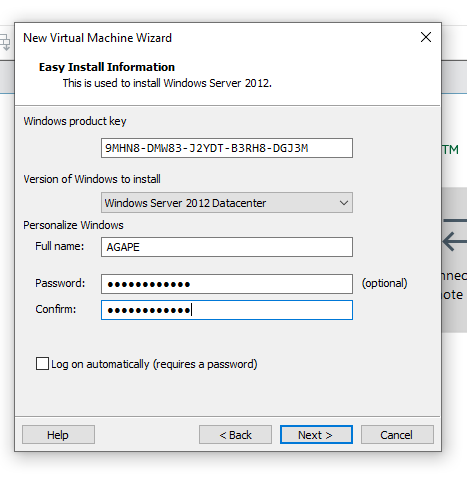 New Virtual Machine Wizard
Easy Install Information
This is used to install Windows Server 2012.
Windows product key
9MHN8-DMW83-J2YDT-B3RH8-DGJ3M
Version of Windows to install
Windows Server 2012 Datacenter
Personalize Windows
Full name: AGAPE
Password: ●●●●●●●●●●●● (optional)
Confirm: ●●●●●●●●●●●●
Log on automatically (requires a password)
Help < Back Next > Cancel
TM